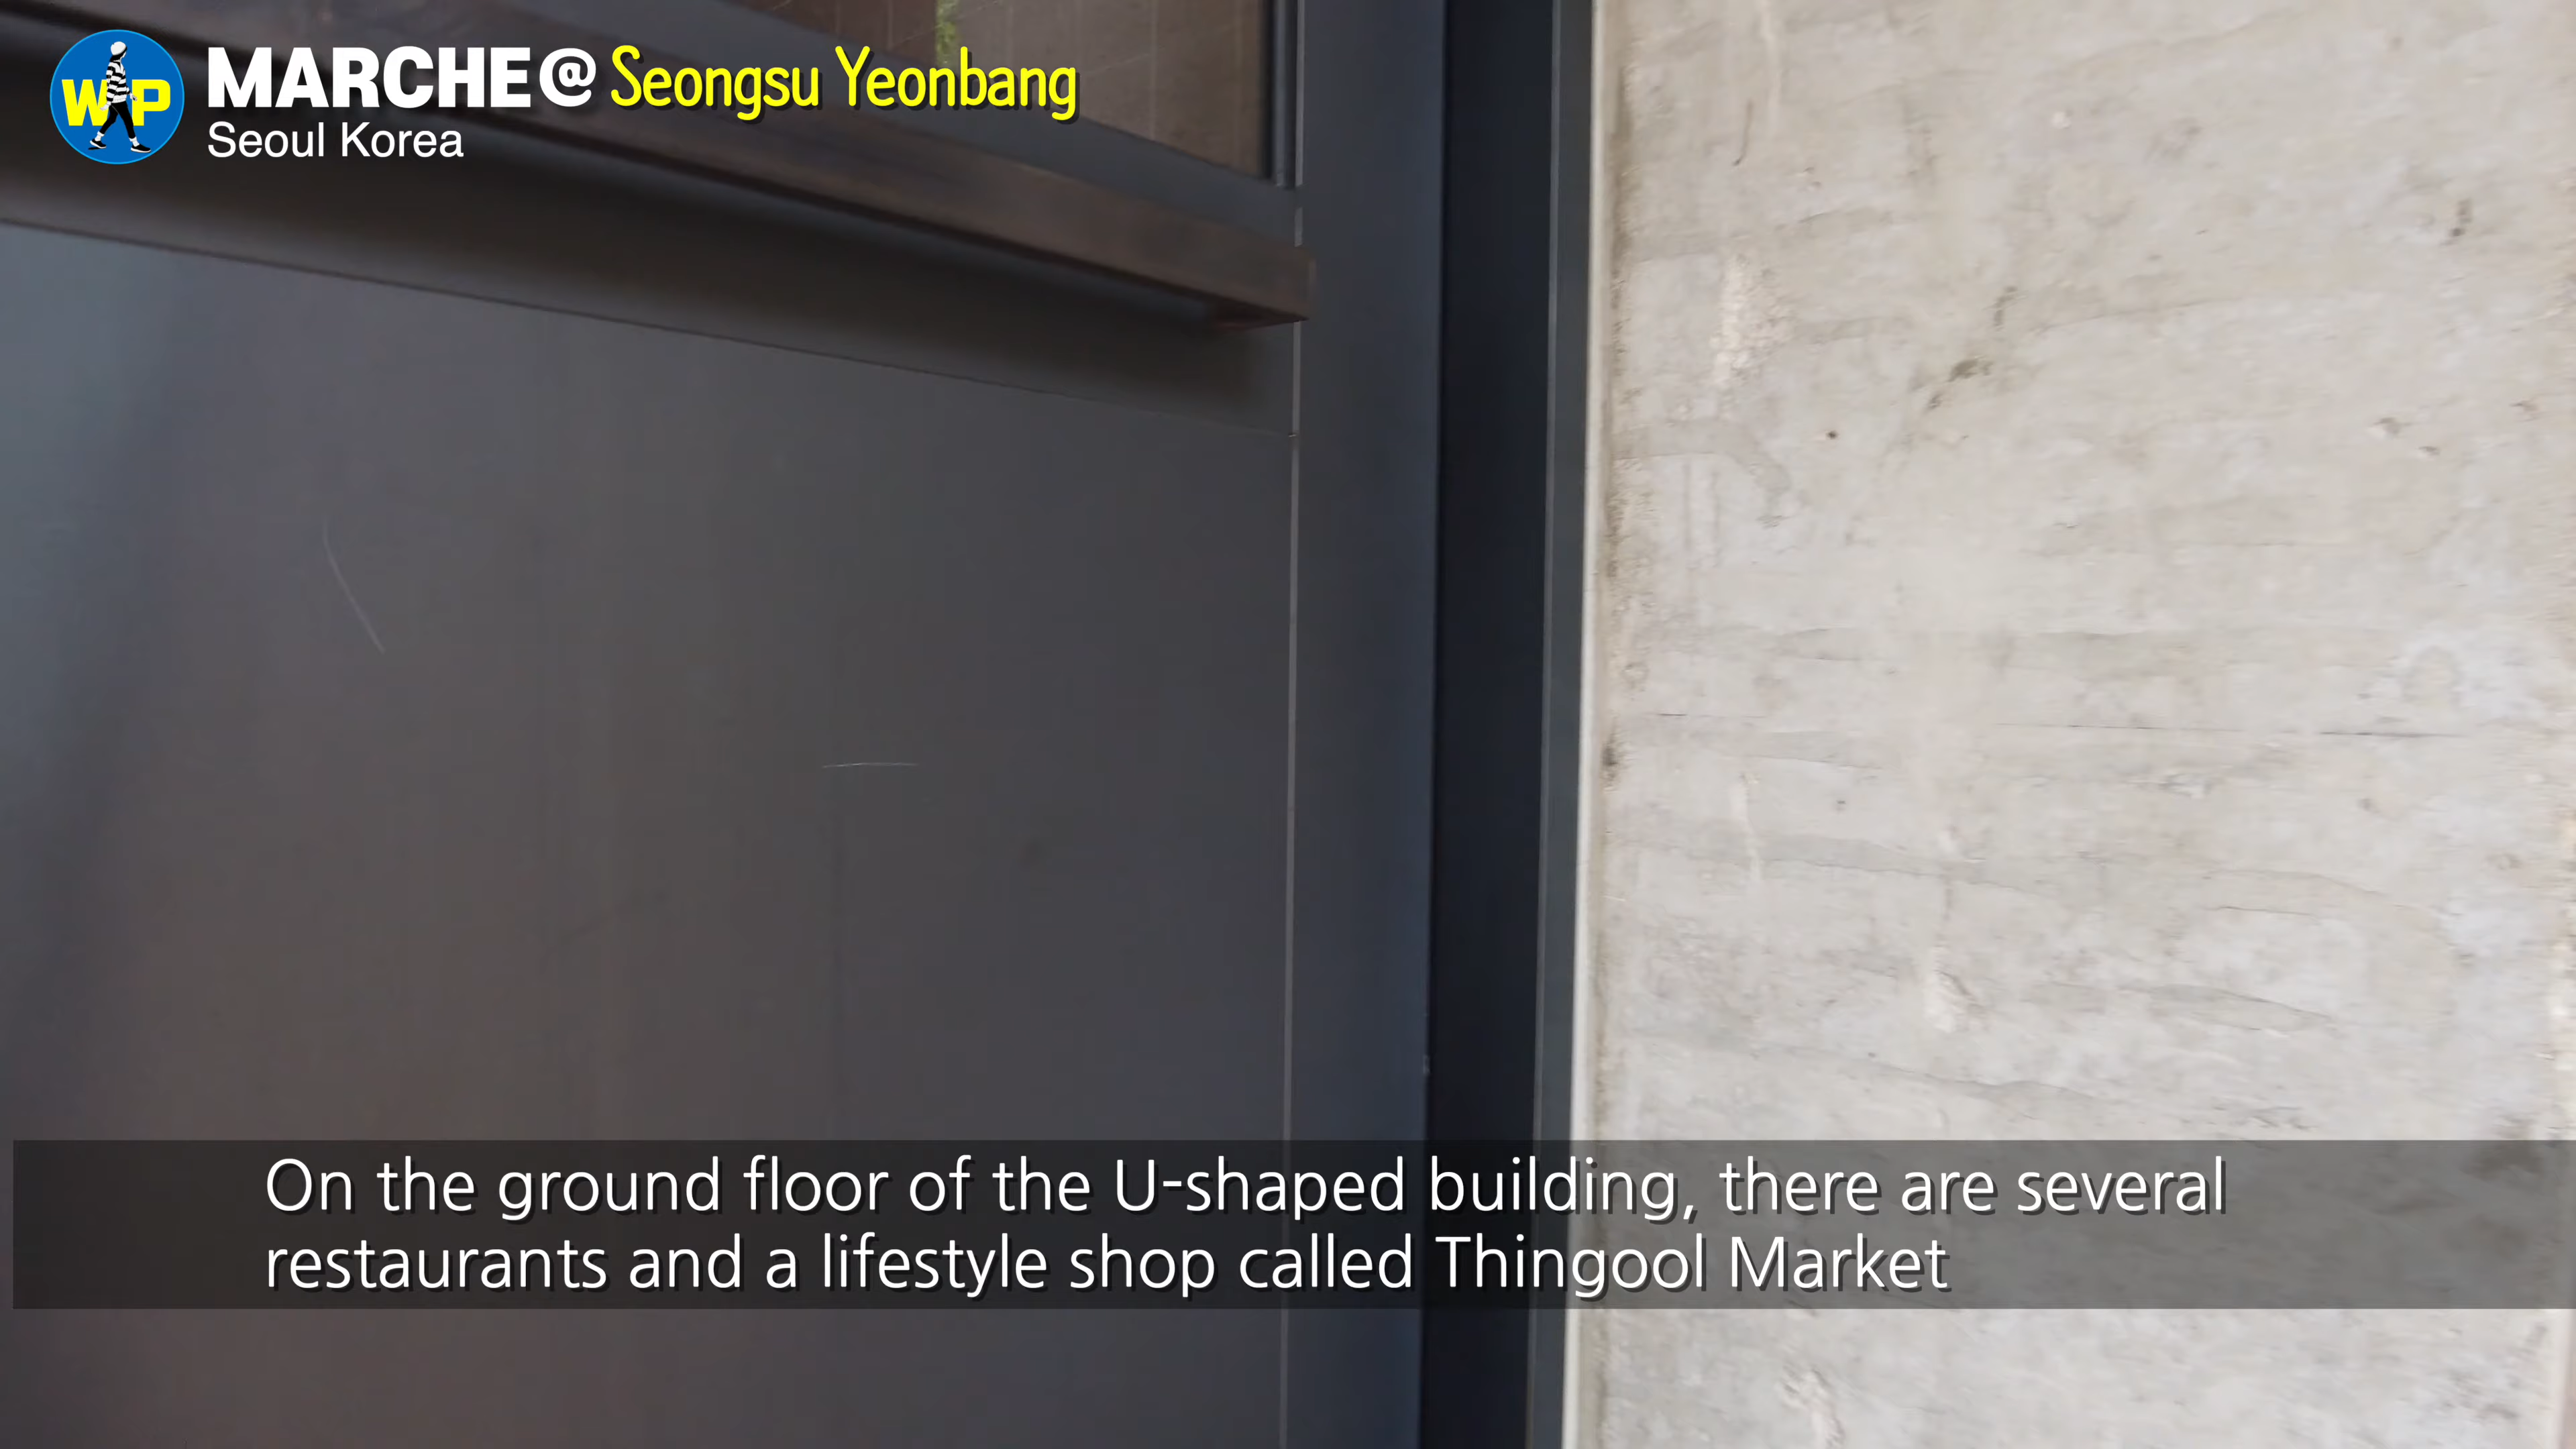 WP
MARCHE@Seongsu Yeonbang
Seoul Korea
On the ground floor of the U-shaped building, there are several
restaurants and a lifestyle shop called Thingool Market